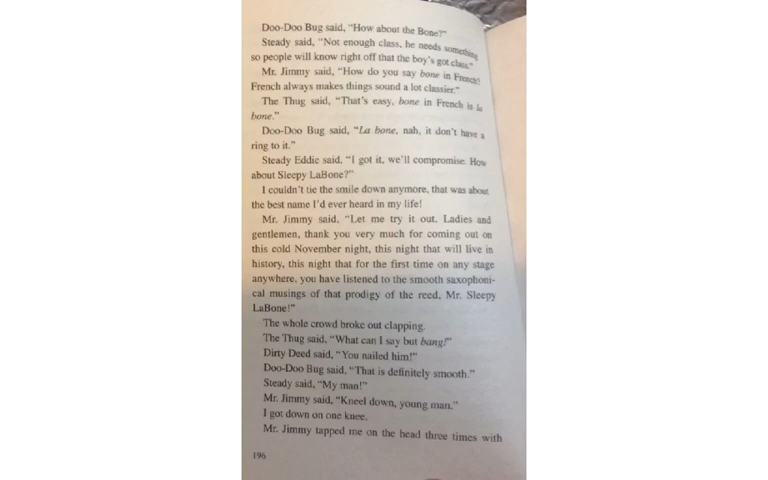 Doo-Doo Bug said, "How about the Bone?"
Steady said, "Not enough class, he needs something
so people will know right off that the boy's got class."
Mr. Jimmy said, "How do you say bone in French?
French always makes things sound a lot classier."
The Thug said, "That's easy, bone in French is la
bone."
Doo-Doo Bug said, "La bone, nah, it don't have a
ring to it."
Steady Eddie said, "I got it, we'll compromise. How
about Sleepy LaBone?"
I couldn't tie the smile down anymore, that was about
the best name I'd ever heard in my life!
Mr. Jimmy said, "Let me try it out. Ladies and
gentlemen, thank you very much for coming out on
this cold November night, this night that will live in
history, this night that for the first time on any stage
anywhere, you have listened to the smooth saxophoni-
cal musings of that prodigy of the reed, Mr. Sleepy
LaBone!"
The whole crowd broke out clapping.
The Thug said, "What can I say but bang!"
Dirty Deed said, "You nailed him!"
Doo-Doo Bug said, "That is definitely smooth."
Steady said, "My man!"
Mr. Jimmy said, "Kneel down, young man."
I got down on one knee.
Mr. Jimmy tapped me on the head three times with
196